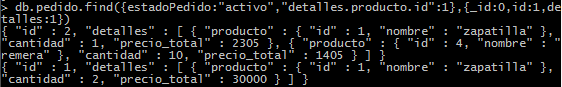 > db.pedido.find({estadoPedido:"activo","detalles.producto.id":1},{_id:0,id:1,de
talles:1})
{ "id" : 2, "detalles" : [ { "producto" : { "id" : 1, "nombre" : "zapatilla" },
"cantidad" : 1, "precio_total" : 2305 }, { "producto" : { "id" : 4, "nombre" : "
remera" }, "cantidad" : 10, "precio_total" : 1405 } ] }
{ "id" : 1, "detalles" : [ { "producto" : { "id" : 1, "nombre" : "zapatilla" },
"cantidad" : 2, "precio_total" : 30000 } ] }